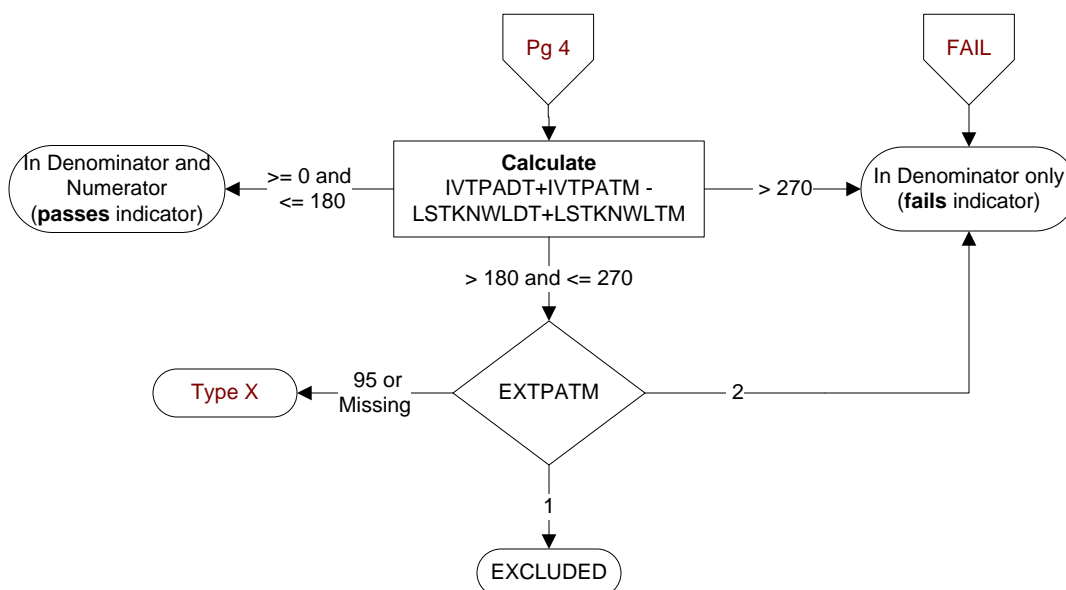 Pg 4
FAIL
In Denominator and
Numerator
(passes indicator)
>= 0 and
<= 180
Calculate
IVTPADT+IVTPATM -
LSTKNWLDT+LSTKNWLTM
> 270
In Denominator only
(fails indicator)
> 180 and <= 270
Type X
95 or
Missing
EXTPATM
2
1
EXCLUDED